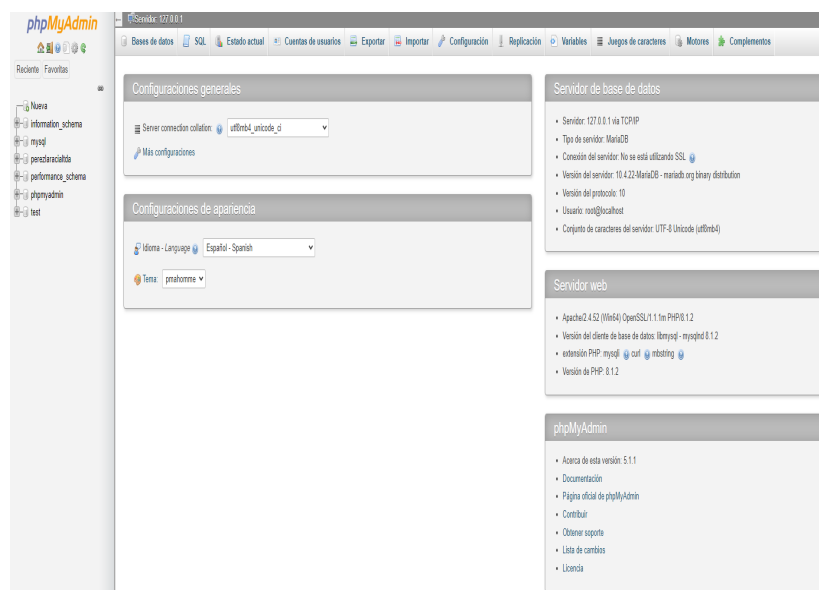 phpMyAdmin
Reciente Favoritas
Nueva
information_schema
mysql
perezlaracialtda
performance_schema
phpmyadmin
test
Servidor: 127.0.0.1
Bases de datos SQL Estado actual Cuentas de usuarios Exportar Importar Configuración Replicación Variables Juegos de caracteres Motores Complementos
Configuraciones generales
Server connection collation: utf8mb4_unicode_ci
Más configuraciones
Configuraciones de apariencia
Idioma - Language Español - Spanish
Tema: pmahomme
Servidor de base de datos
• Servidor: 127.0.0.1 via TCP/IP
• Tipo de servidor: MariaDB
• Conexión del servidor: No se está utilizando SSL
• Versión del servidor: 10.4.22-MariaDB - mariadb.org binary distribution
• Versión del protocolo: 10
• Usuario: root@localhost
• Conjunto de caracteres del servidor: UTF-8 Unicode (utf8mb4)
Servidor web
• Apache/2.4.52 (Win64) OpenSSL/1.1.1m PHP/8.1.2
• Versión del cliente de base de datos: libmysql - mysqlnd 8.1.2
• extensión PHP: mysqli curl mbstring
• Versión de PHP: 8.1.2
phpMyAdmin
• Acerca de esta versión: 5.1.1
• Documentación
• Página oficial de phpMyAdmin
• Contribuir
• Obtener soporte
• Lista de cambios
• Licencia